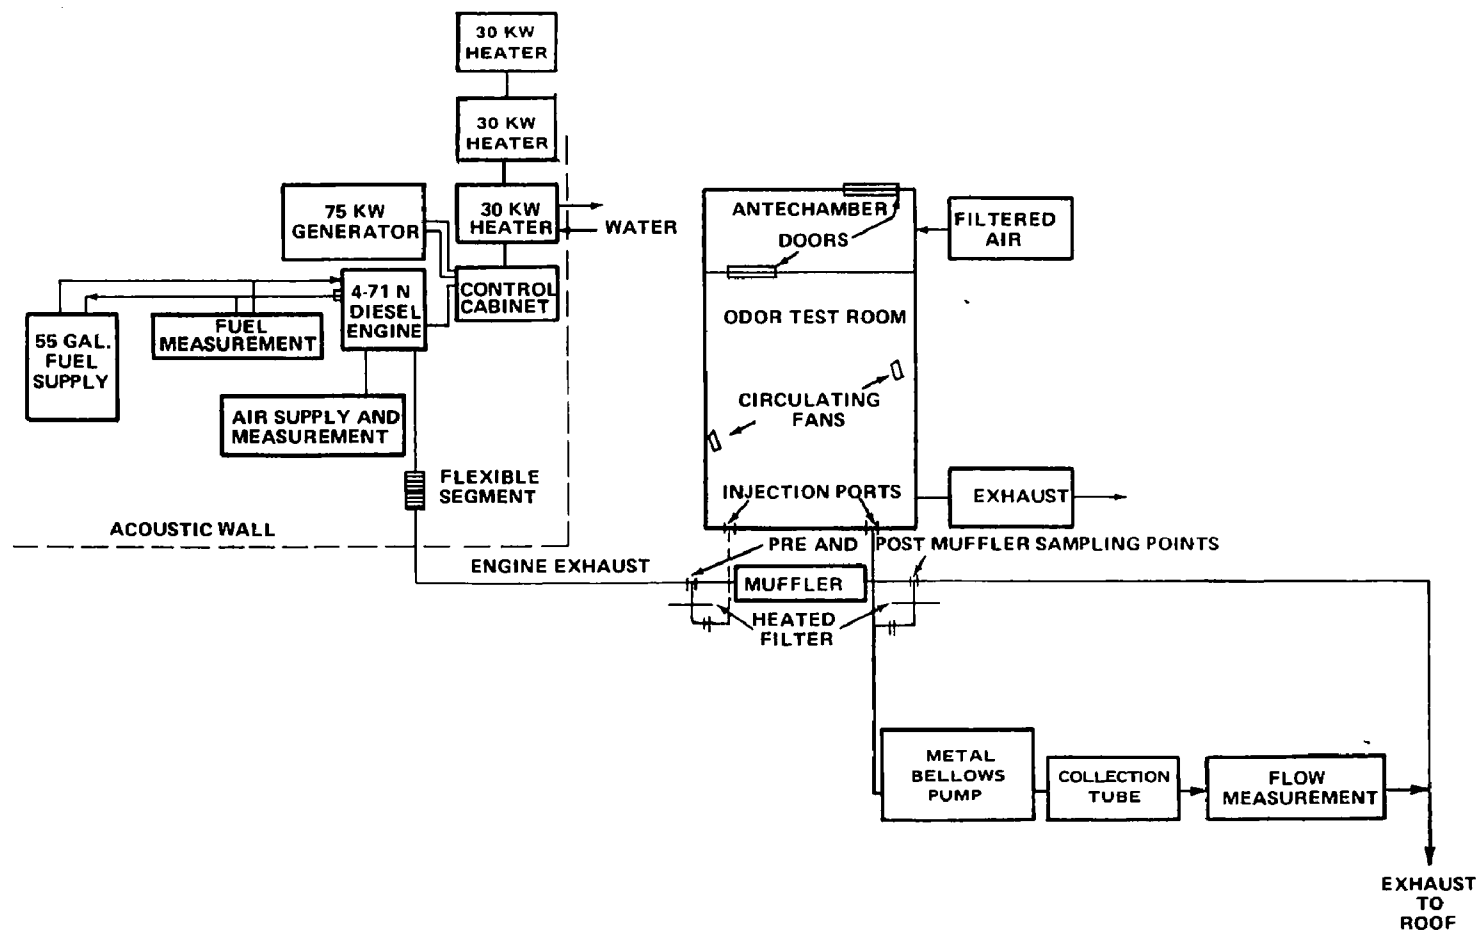 30 KW
HEATER
30 KW
HEATER
75 KW
GENERATOR
30 KW
HEATER
WATER
ANTECHAMBER
DOORS
FILTERED
AIR
4-71 N
DIESEL
ENGINE
CONTROL
CABINET
55 GAL.
FUEL
SUPPLY
FUEL
MEASUREMENT
ODOR TEST ROOM
AIR SUPPLY AND
MEASUREMENT
CIRCULATING
FANS
FLEXIBLE
SEGMENT
INJECTION PORTS
EXHAUST
ACOUSTIC WALL
PRE AND POST MUFFLER SAMPLING POINTS
ENGINE EXHAUST
MUFFLER
HEATED
FILTER
METAL
BELLOWS
PUMP
COLLECTION
TUBE
FLOW
MEASUREMENT
EXHAUST
TO
ROOF